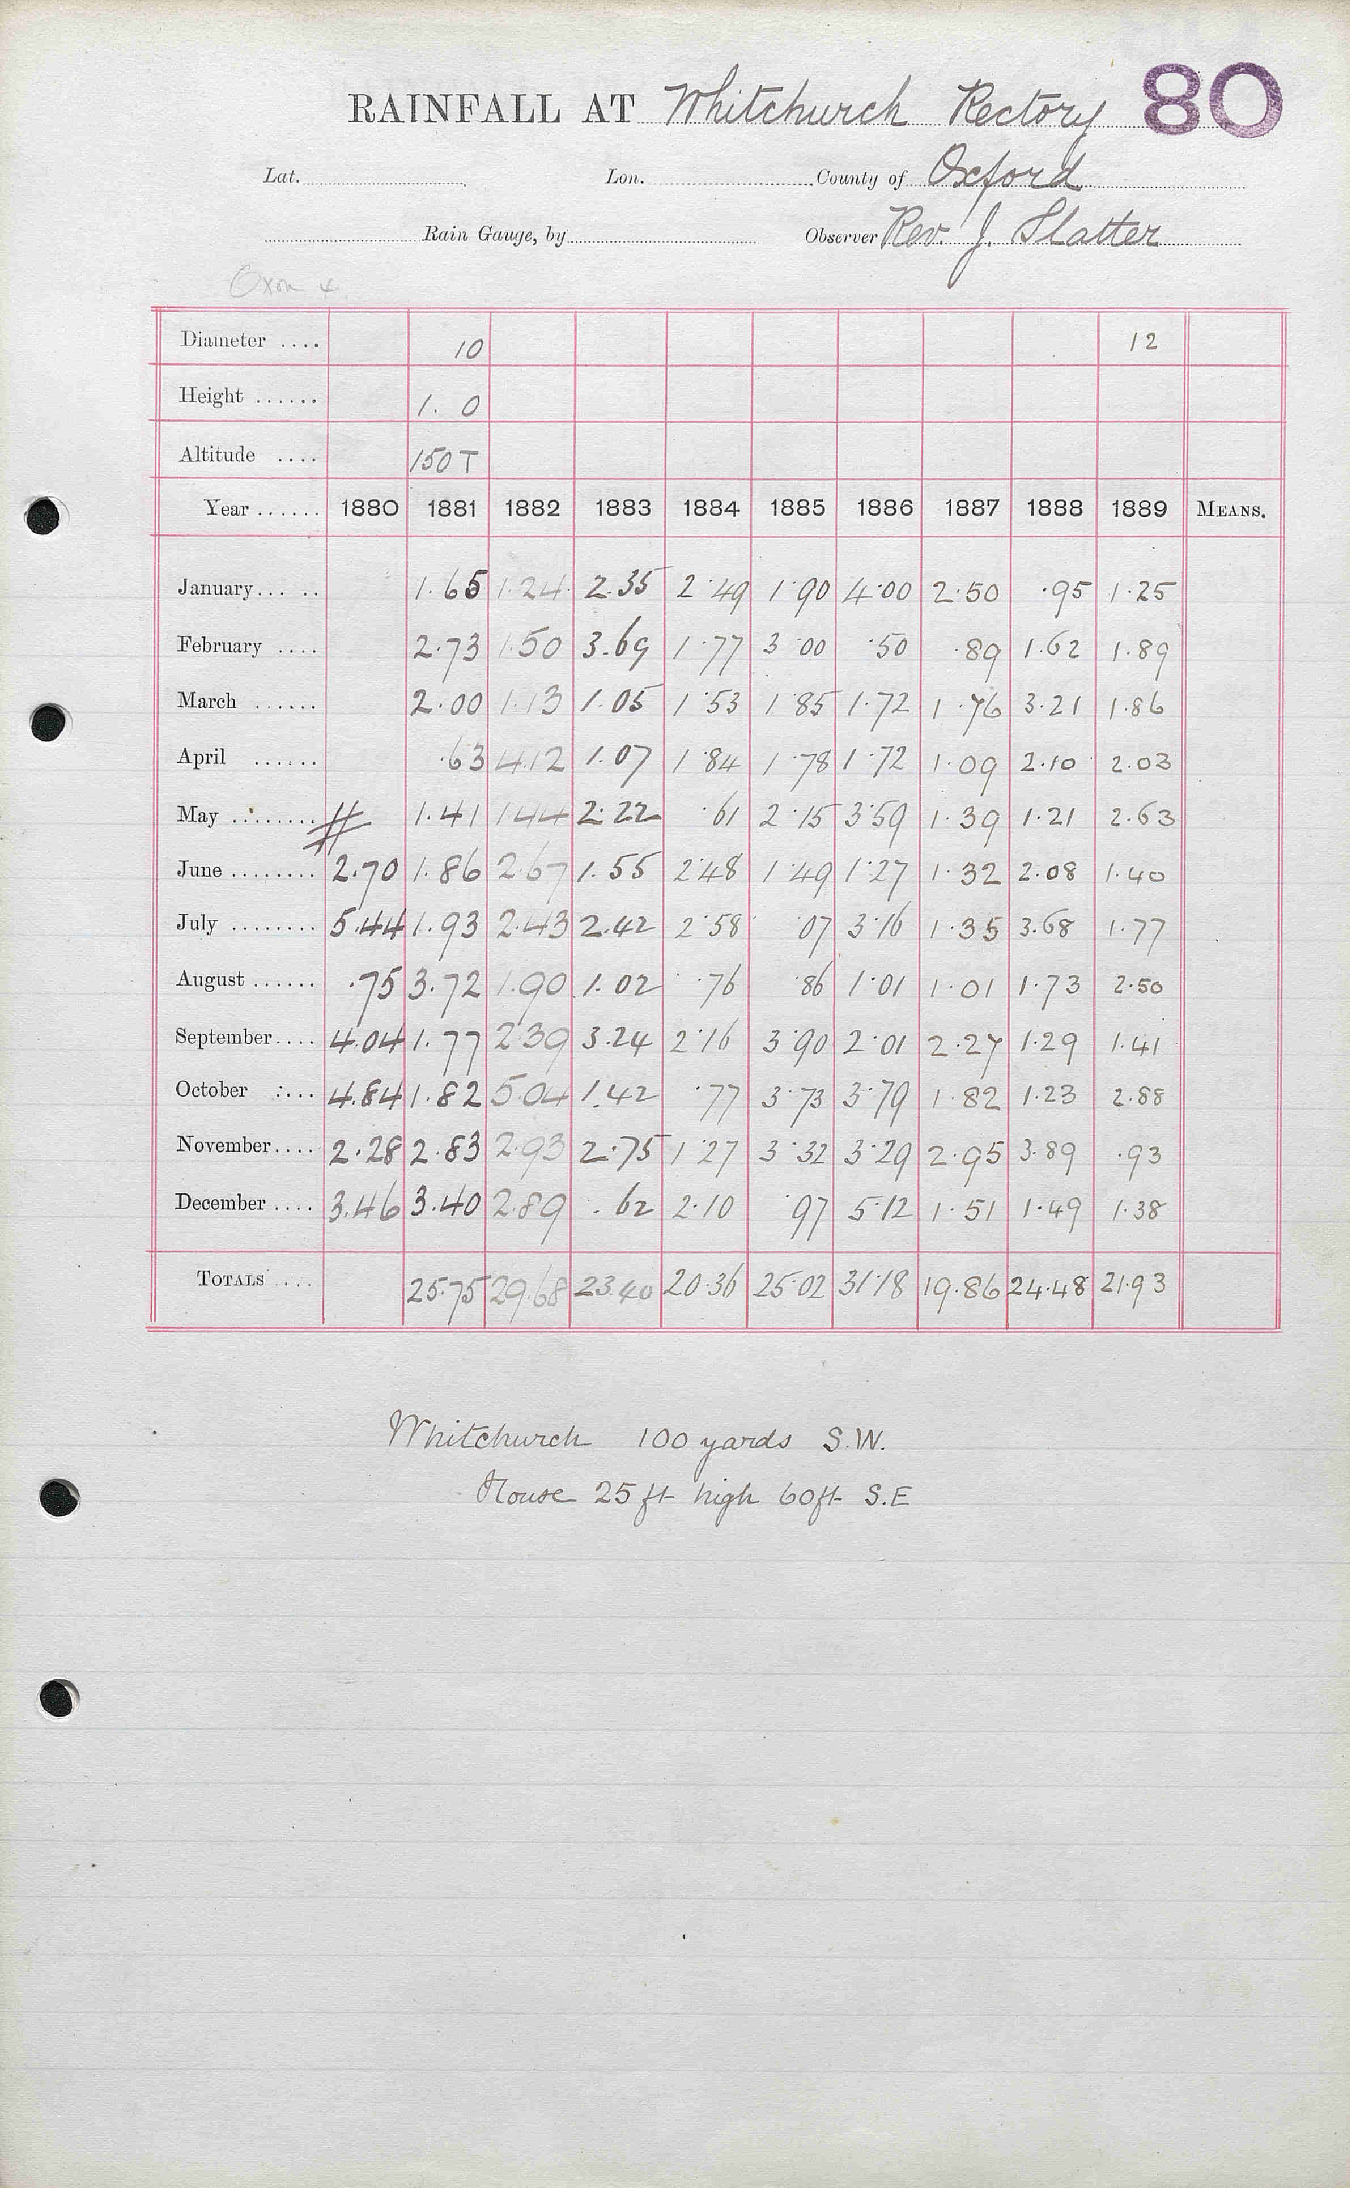 RAINFALL AT Whitchurch Rectory 80
Lat. Lon. County of Oxford
Rain Gauge, by Observer Rev. J. Slatter
Oxon 4
Diameter .... 10 12
Height ...... 1. 0
Altitude .... 150 T
Year ...... 1880 1881 1882 1883 1884 1885 1886 1887 1888 1889 MEANS.
January... .. 1.65 1.24 2.35 2.49 1.90 4.00 2.50 .95 1.25
February .... 2.73 1.50 3.69 1.77 3.00 .50 .89 1.62 1.89
March ...... 2.00 1.13 1.05 1.53 1.85 1.72 1.76 3.21 1.86
April ...... .63 4.12 1.07 1.84 1.78 1.72 1.09 2.10 2.03
May ........ 1.41 1.44 2.22 .61 2.15 3.59 1.39 1.21 2.63
June ........ 2.70 1.86 2.67 1.55 2.48 1.49 1.27 1.32 2.08 1.40
July ........ 5.44 1.93 2.43 2.42 2.58 .07 3.16 1.35 3.68 1.77
August ...... .75 3.72 1.90 1.02 .76 .86 1.01 1.01 1.73 2.50
September.... 4.04 1.77 2.39 3.24 2.16 3.90 2.01 2.27 1.29 1.41
October .... 4.84 1.82 5.04 1.42 .77 3.73 3.79 1.82 1.23 2.88
November.... 2.28 2.83 2.93 2.75 1.27 3.32 3.29 2.95 3.89 .93
December .... 3.46 3.40 2.89 .62 2.10 .97 5.12 1.51 1.49 1.38
TOTALS .... 25.75 29.68 23.40 20.36 25.02 31.18 19.86 24.48 21.93
Whitchurch 100 yards S.W.
House 25 ft high 60ft S.E